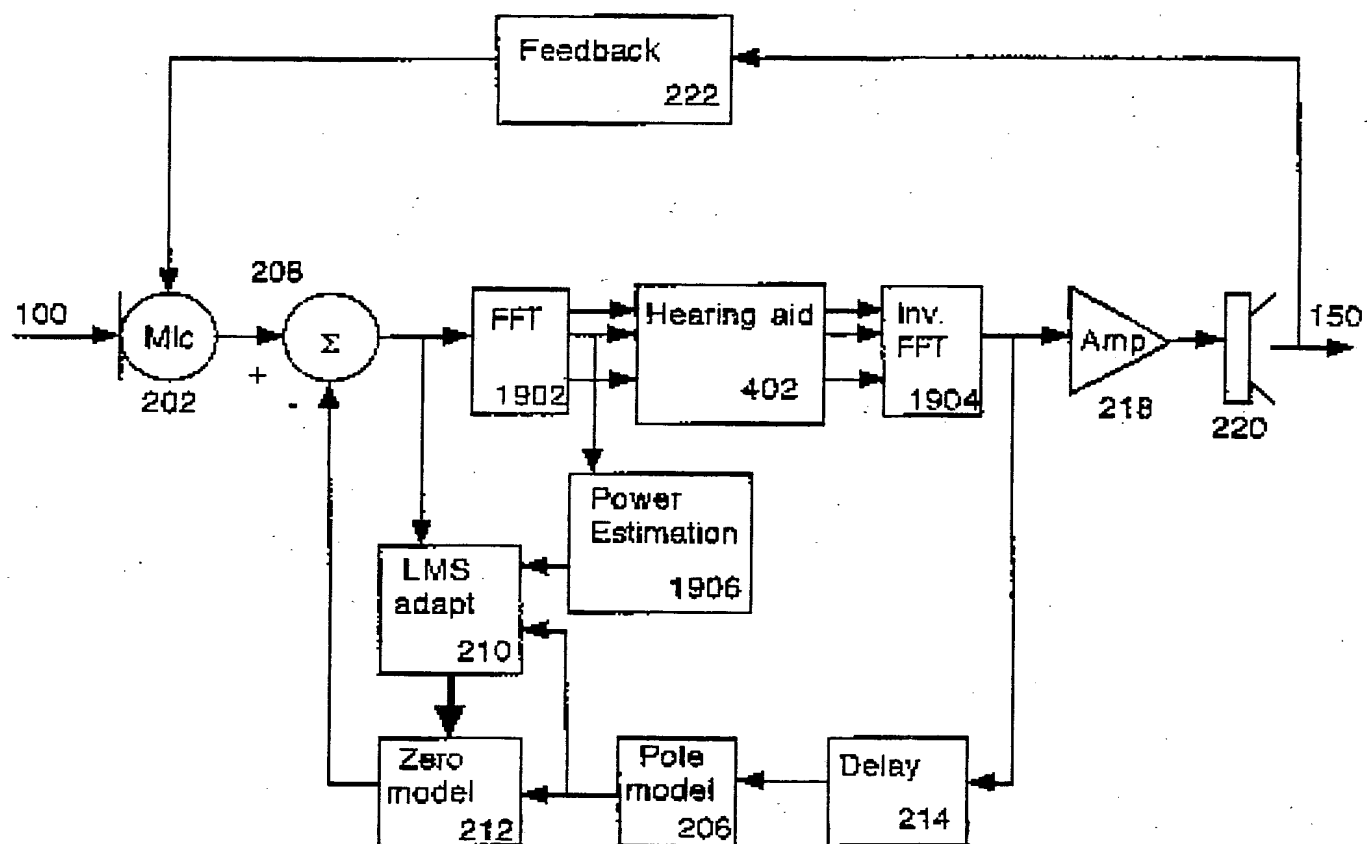 Feedback
222
100
Mic
202
208
+
-
Σ
FFT
1902
Hearing aid
402
Inv.
FFT
1904
Amp
218
220
150
Power
Estimation
1906
LMS
adapt
210
Zero
model
212
Pole
model
206
Delay
214